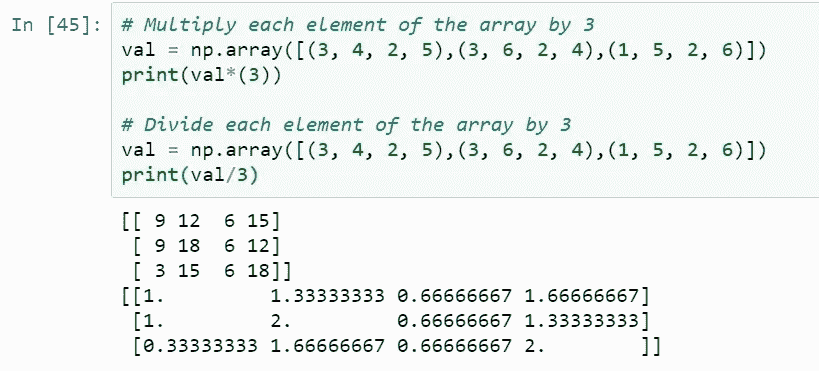 In [45]: # Multiply each element of the array by 3
val = np.array([(3, 4, 2, 5),(3, 6, 2, 4),(1, 5, 2, 6)])
print(val*(3))
# Divide each element of the array by 3
val = np.array([(3, 4, 2, 5),(3, 6, 2, 4),(1, 5, 2, 6)])
print(val/3)
[[ 9 12  6 15]
 [ 9 18  6 12]
 [ 3 15  6 18]]
[[1.         1.33333333 0.66666667 1.66666667]
 [1.         2.         0.66666667 1.33333333]
 [0.33333333 1.66666667 0.66666667 2.        ]]